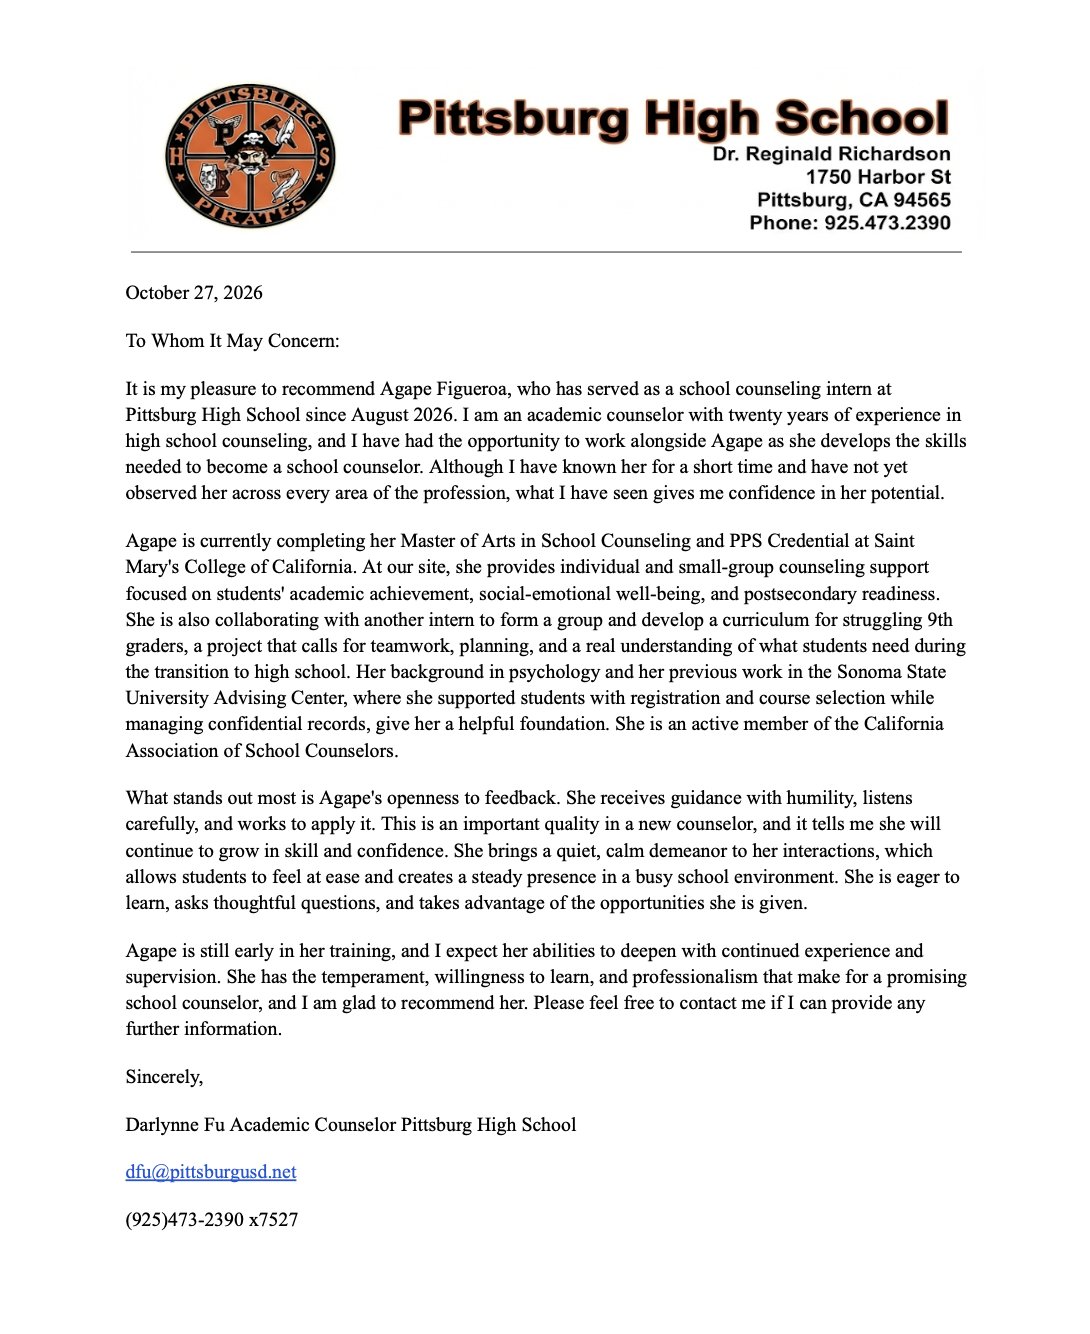 PITTSBURG
H S
P
PIRATES
Pittsburg High School
Dr. Reginald Richardson
1750 Harbor St
Pittsburg, CA 94565
Phone: 925.473.2390
October 27, 2026
To Whom It May Concern:
It is my pleasure to recommend Agape Figueroa, who has served as a school counseling intern at
Pittsburg High School since August 2026. I am an academic counselor with twenty years of experience in
high school counseling, and I have had the opportunity to work alongside Agape as she develops the skills
needed to become a school counselor. Although I have known her for a short time and have not yet
observed her across every area of the profession, what I have seen gives me confidence in her potential.
Agape is currently completing her Master of Arts in School Counseling and PPS Credential at Saint
Mary's College of California. At our site, she provides individual and small-group counseling support
focused on students' academic achievement, social-emotional well-being, and postsecondary readiness.
She is also collaborating with another intern to form a group and develop a curriculum for struggling 9th
graders, a project that calls for teamwork, planning, and a real understanding of what students need during
the transition to high school. Her background in psychology and her previous work in the Sonoma State
University Advising Center, where she supported students with registration and course selection while
managing confidential records, give her a helpful foundation. She is an active member of the California
Association of School Counselors.
What stands out most is Agape's openness to feedback. She receives guidance with humility, listens
carefully, and works to apply it. This is an important quality in a new counselor, and it tells me she will
continue to grow in skill and confidence. She brings a quiet, calm demeanor to her interactions, which
allows students to feel at ease and creates a steady presence in a busy school environment. She is eager to
learn, asks thoughtful questions, and takes advantage of the opportunities she is given.
Agape is still early in her training, and I expect her abilities to deepen with continued experience and
supervision. She has the temperament, willingness to learn, and professionalism that make for a promising
school counselor, and I am glad to recommend her. Please feel free to contact me if I can provide any
further information.
Sincerely,
Darlynne Fu Academic Counselor Pittsburg High School
dfu@pittsburgusd.net
(925)473-2390 x7527